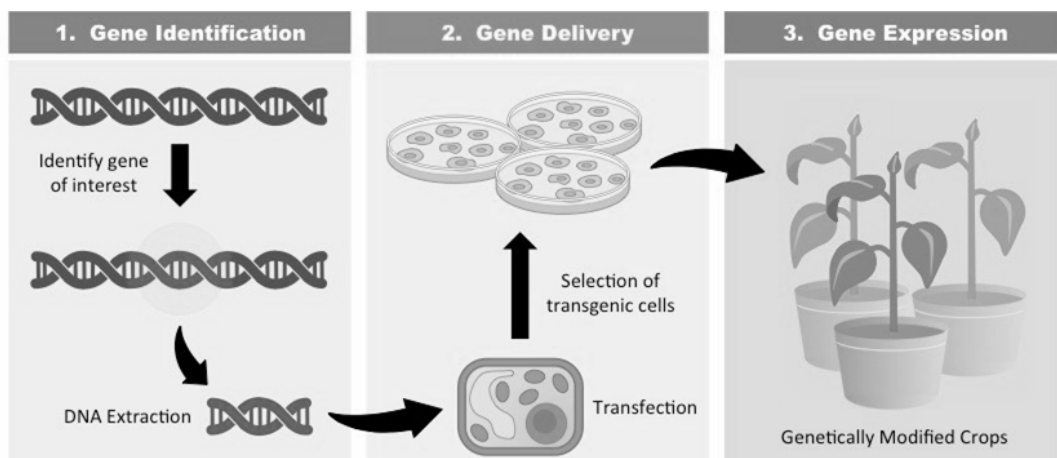 1. Gene Identification
Identify gene
of interest
DNA Extraction
2. Gene Delivery
Selection of
transgenic cells
Transfection
3. Gene Expression
Genetically Modified Crops